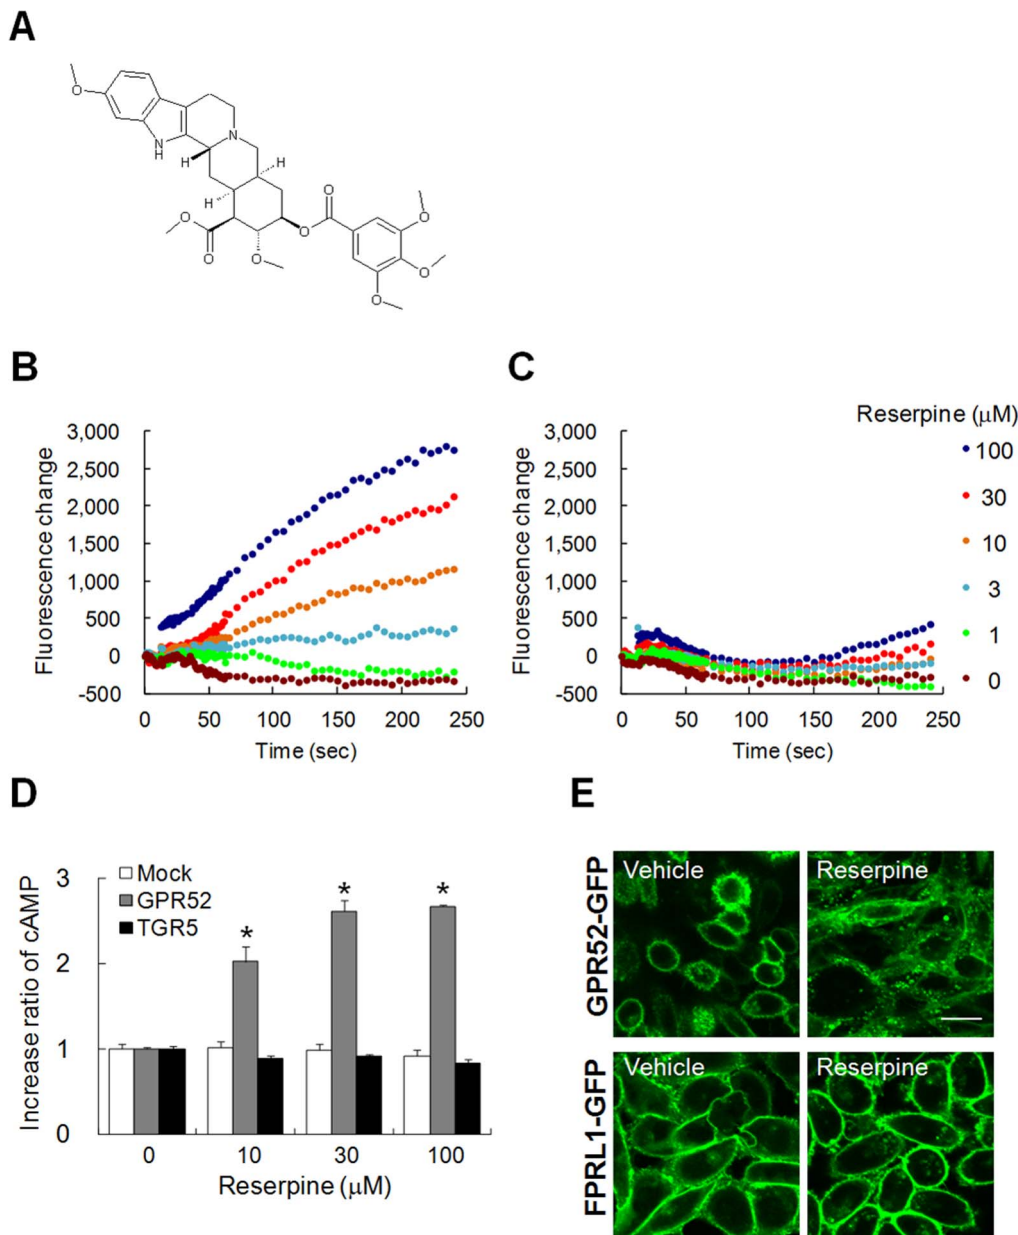 A
O
N
H
N
H
H
H
O
O
O
O
O
O
O
O
O
B
C
Reserpine (μM)
3,000
2,500
2,000
1,500
1,000
500
0
-500
Fluorescence change
0 50 100 150 200 250
Time (sec)
3,000
2,500
2,000
1,500
1,000
500
0
-500
Fluorescence change
0 50 100 150 200 250
Time (sec)
100
30
10
3
1
0
D
3
2
1
0
Increase ratio of cAMP
Mock
GPR52
TGR5
* * *
0 10 30 100
Reserpine (μM)
E
GPR52-GFP
Vehicle Reserpine
FPRL1-GFP
Vehicle Reserpine